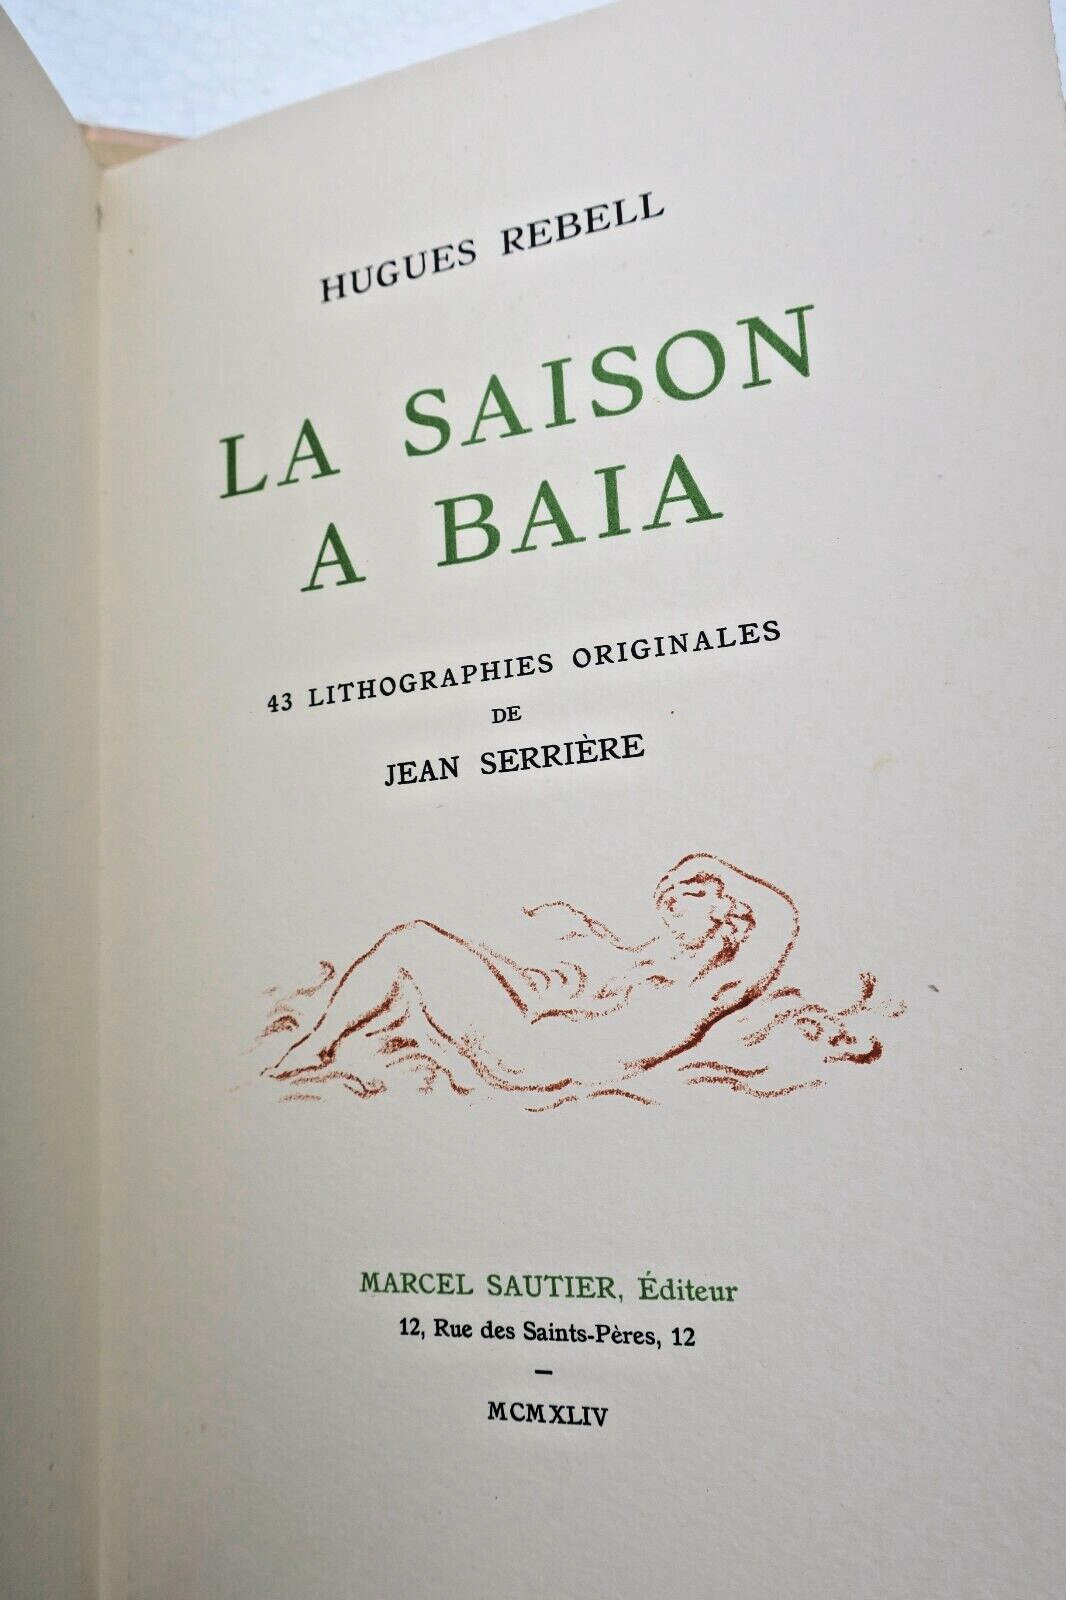 HUGUES REBELL
LA SAISON
A BAIA
43 LITHOGRAPHIES ORIGINALES
DE
JEAN SERRIÈRE
MARCEL SAUTIER, Éditeur
12, Rue des Saints-Pères, 12
—
MCMXLIV